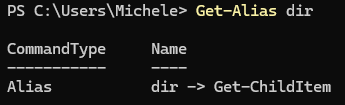 PS C:\Users\Michele> Get-Alias dir
CommandType     Name
-----------     ----
Alias           dir -> Get-ChildItem